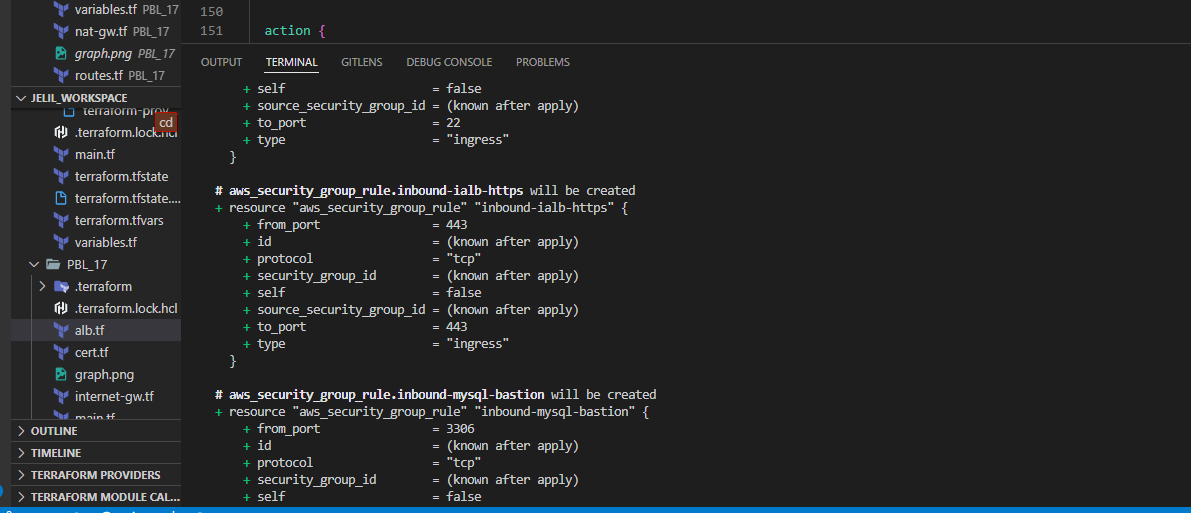 variables.tf PBL_17
nat-gw.tf PBL_17
graph.png PBL_17
routes.tf PBL_17
JELIL_WORKSPACE
terraform-prov
cd
.terraform.lock.hcl
main.tf
terraform.tfstate
terraform.tfstate....
terraform.tfvars
variables.tf
PBL_17
.terraform
.terraform.lock.hcl
alb.tf
cert.tf
graph.png
internet-gw.tf
main.tf
OUTLINE
TIMELINE
TERRAFORM PROVIDERS
TERRAFORM MODULE CAL...
150
151 action {
OUTPUT TERMINAL GITLENS DEBUG CONSOLE PROBLEMS
+ self = false
+ source_security_group_id = (known after apply)
+ to_port = 22
+ type = "ingress"
}
# aws_security_group_rule.inbound-ialb-https will be created
+ resource "aws_security_group_rule" "inbound-ialb-https" {
+ from_port = 443
+ id = (known after apply)
+ protocol = "tcp"
+ security_group_id = (known after apply)
+ self = false
+ source_security_group_id = (known after apply)
+ to_port = 443
+ type = "ingress"
}
# aws_security_group_rule.inbound-mysql-bastion will be created
+ resource "aws_security_group_rule" "inbound-mysql-bastion" {
+ from_port = 3306
+ id = (known after apply)
+ protocol = "tcp"
+ security_group_id = (known after apply)
+ self = false